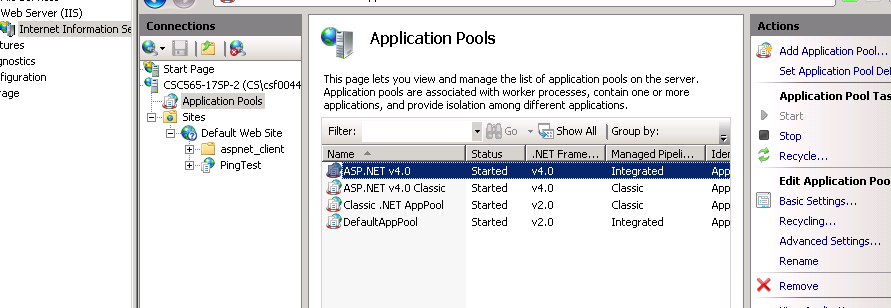 Web Server (IIS)
Internet Information Se
tures
gnostics
figuration
rage
Connections
Start Page
CSC565-17SP-2 (CS\csf0044
Application Pools
Sites
Default Web Site
aspnet_client
PingTest
Application Pools
This page lets you view and manage the list of application pools on the server.
Application pools are associated with worker processes, contain one or more
applications, and provide isolation among different applications.
Filter: Go Show All Group by:
Name Status .NET Frame... Managed Pipeli... Iden
ASP.NET v4.0 Started v4.0 Integrated App
ASP.NET v4.0 Classic Started v4.0 Classic App
Classic .NET AppPool Started v2.0 Classic App
DefaultAppPool Started v2.0 Integrated App
Actions
Add Application Pool...
Set Application Pool Def
Application Pool Tas
Start
Stop
Recycle...
Edit Application Poo
Basic Settings...
Recycling...
Advanced Settings...
Rename
Remove